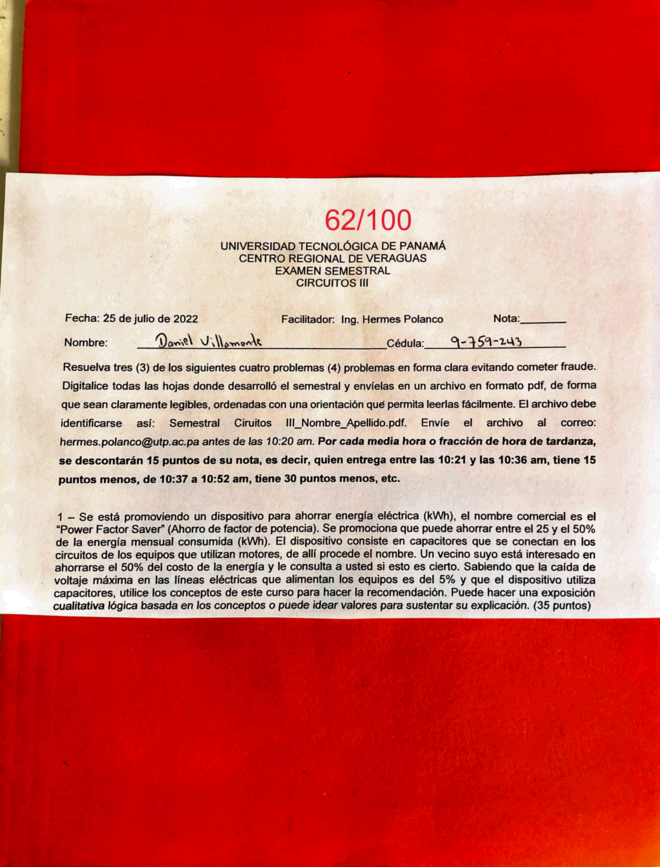 62/100
UNIVERSIDAD TECNOLÓGICA DE PANAMÁ
CENTRO REGIONAL DE VERAGUAS
EXAMEN SEMESTRAL
CIRCUITOS III
Fecha: 25 de julio de 2022 Facilitador: Ing. Hermes Polanco Nota:_______
Nombre: Daniel Villamonte Cédula: 9-759-243
Resuelva tres (3) de los siguientes cuatro problemas (4) problemas en forma clara evitando cometer fraude.
Digitalice todas las hojas donde desarrolló el semestral y envíelas en un archivo en formato pdf, de forma
que sean claramente legibles, ordenadas con una orientación que permita leerlas fácilmente. El archivo debe
identificarse así: Semestral Ciruitos III_Nombre_Apellido.pdf. Envíe el archivo al correo:
hermes.polanco@utp.ac.pa antes de las 10:20 am. Por cada media hora o fracción de hora de tardanza,
se descontarán 15 puntos de su nota, es decir, quien entrega entre las 10:21 y las 10:36 am, tiene 15
puntos menos, de 10:37 a 10:52 am, tiene 30 puntos menos, etc.
1 – Se está promoviendo un dispositivo para ahorrar energía eléctrica (kWh), el nombre comercial es el
“Power Factor Saver” (Ahorro de factor de potencia). Se promociona que puede ahorrar entre el 25 y el 50%
de la energía mensual consumida (kWh). El dispositivo consiste en capacitores que se conectan en los
circuitos de los equipos que utilizan motores, de allí procede el nombre. Un vecino suyo está interesado en
ahorrarse el 50% del costo de la energía y le consulta a usted si esto es cierto. Sabiendo que la caída de
voltaje máxima en las líneas eléctricas que alimentan los equipos es del 5% y que el dispositivo utiliza
capacitores, utilice los conceptos de este curso para hacer la recomendación. Puede hacer una exposición
cualitativa lógica basada en los conceptos o puede idear valores para sustentar su explicación. (35 puntos)